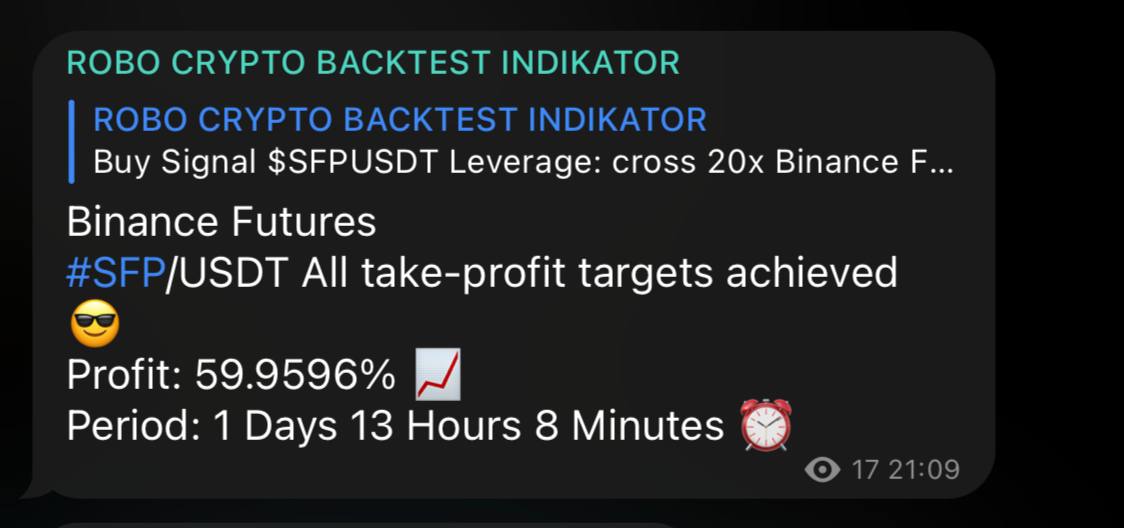 ROBO CRYPTO BACKTEST INDIKATOR
ROBO CRYPTO BACKTEST INDIKATOR
Buy Signal $SFPUSDT Leverage: cross 20x Binance F...
Binance Futures
#SFP/USDT All take-profit targets achieved
😎
Profit: 59.9596% 📈
Period: 1 Days 13 Hours 8 Minutes ⏰
17 21:09